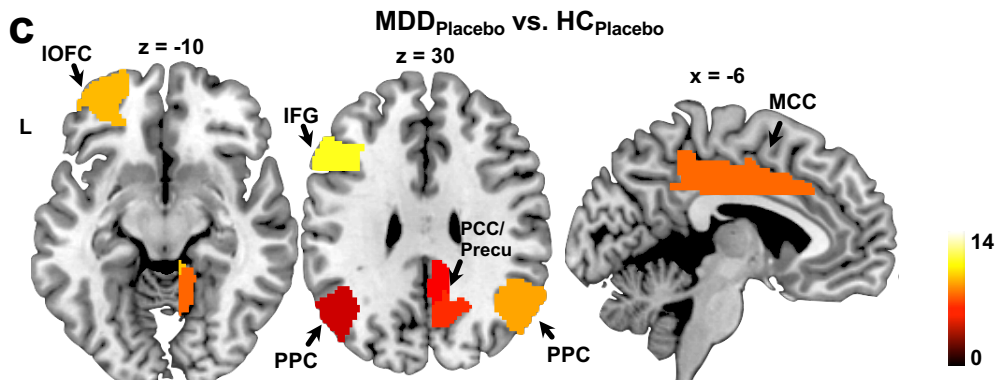 C
MDDPlacebo vs. HCPlacebo
lOFC
z = -10
z = 30
x = -6
MCC
L
IFG
PCC/
Precu
14
PPC
PPC
0